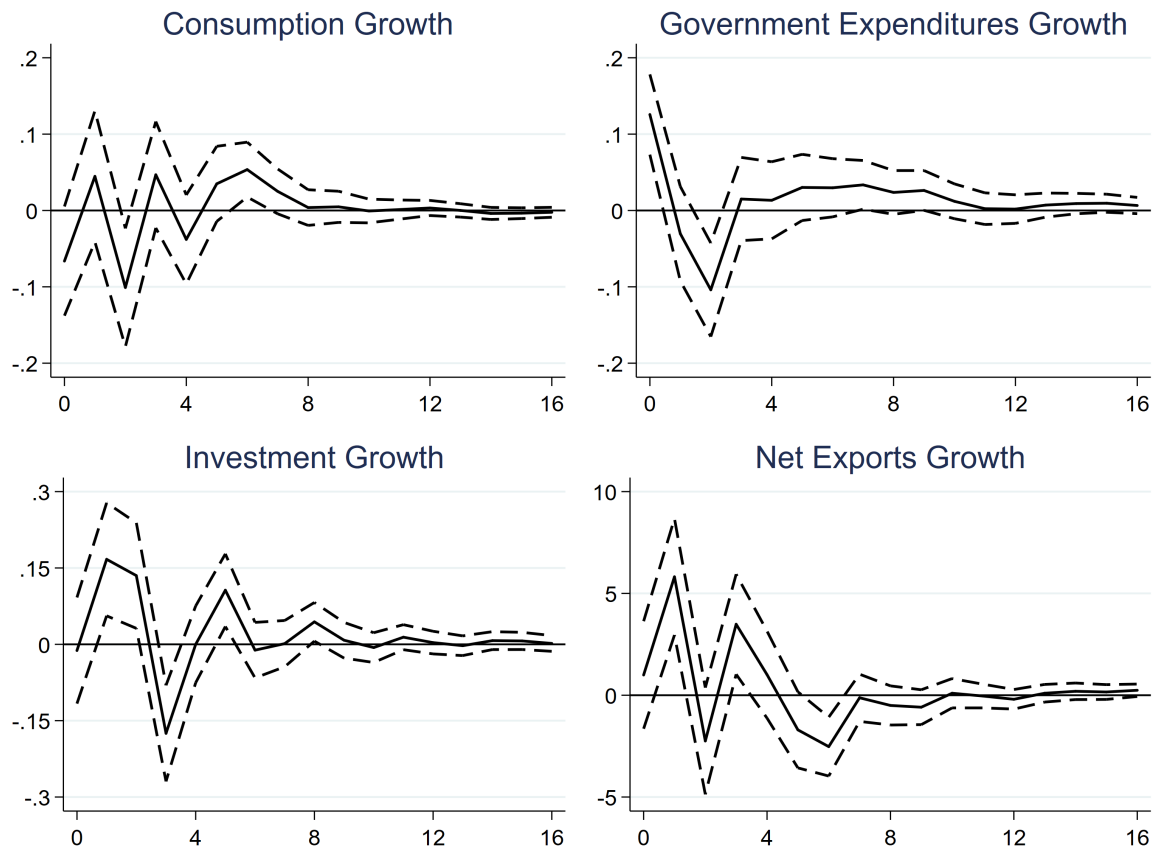 Consumption Growth
.2
.1
0
-.1
-.2
0 4 8 12 16
Government Expenditures Growth
.2
.1
0
-.1
-.2
0 4 8 12 16
Investment Growth
.3
.15
0
-.15
-.3
0 4 8 12 16
Net Exports Growth
10
5
0
-5
0 4 8 12 16